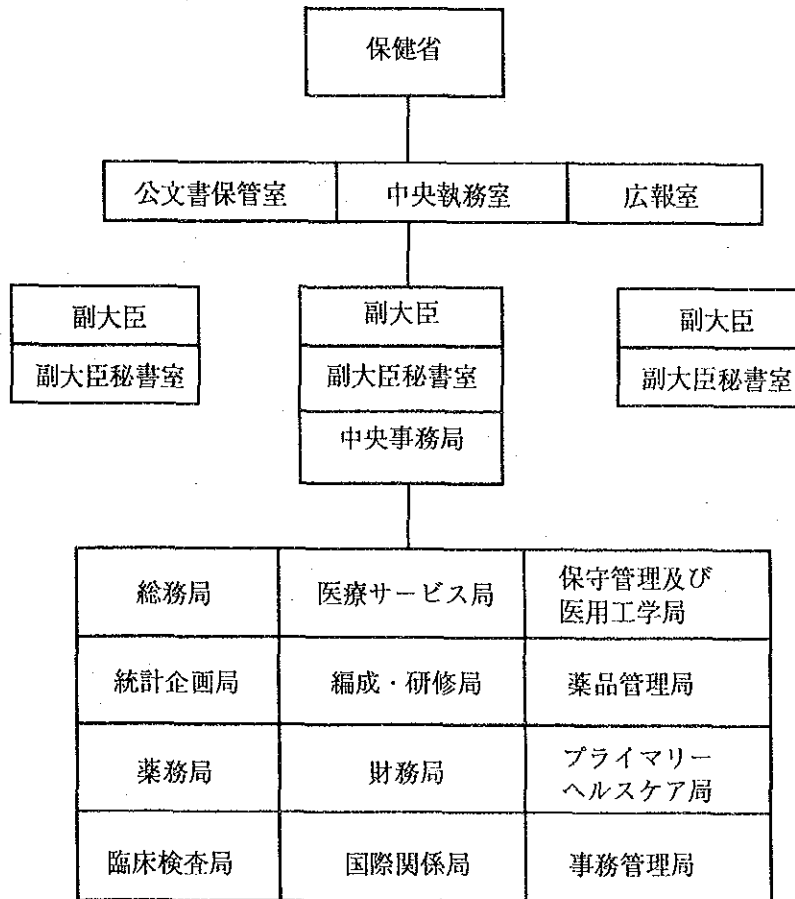 保健省
公文書保管室 中央執務室 広報室
副大臣
副大臣秘書室
副大臣
副大臣秘書室
中央事務局
副大臣
副大臣秘書室
総務局 医療サービス局 保守管理及び
医用工学局
統計企画局 編成・研修局 薬品管理局
薬務局 財務局 プライマリー
ヘルスケア局
臨床検査局 国際関係局 事務管理局